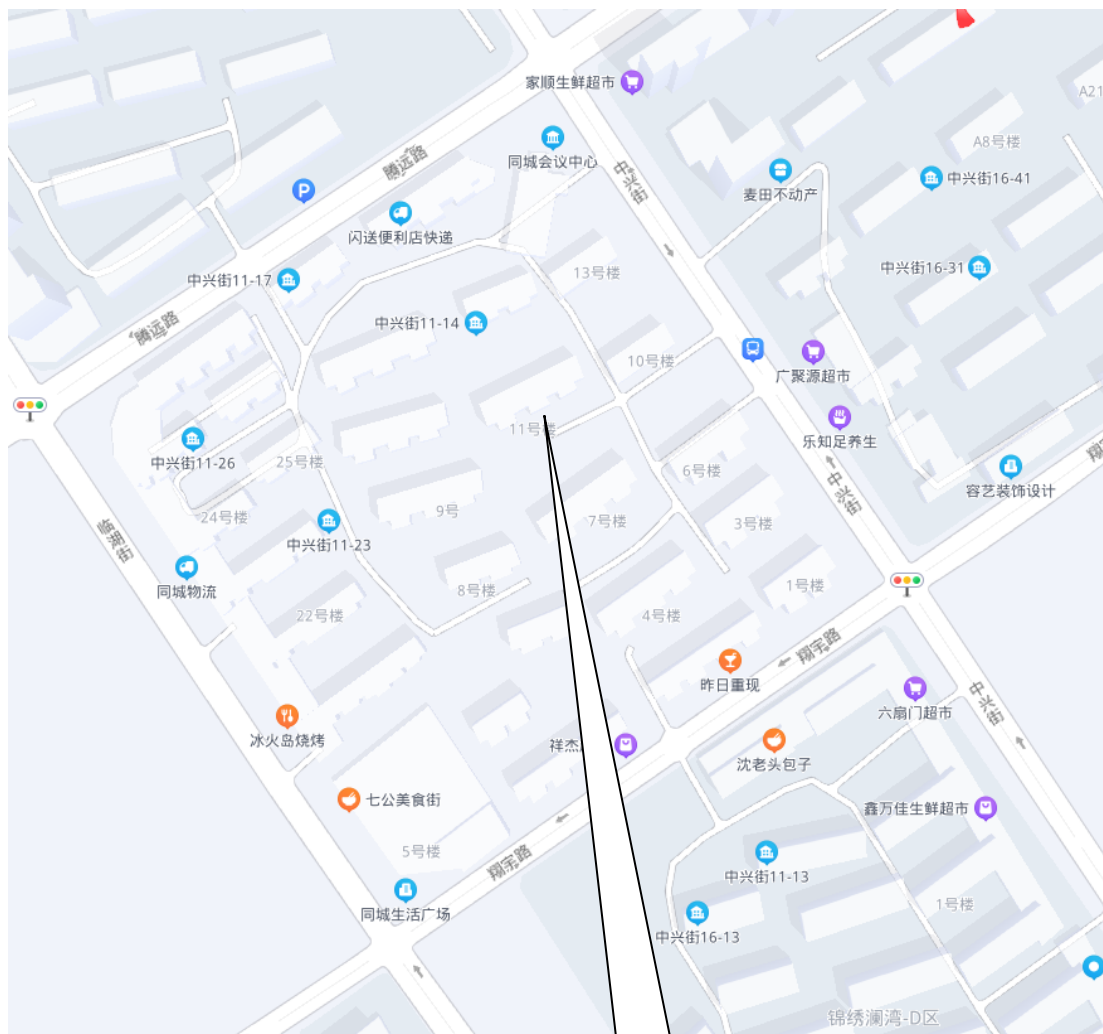 家顺生鲜超市
A21
同城会议中心
A8号楼
腾远路
中兴街
麦田不动产
中兴街16-41
闪送便利店快递
13号楼
中兴街16-31
中兴街11-17
中兴街11-14
腾远路
10号楼
广聚源超市
11号楼
乐知足养生
中兴街11-26
25号楼
6号楼
中兴街
容艺装饰设计
翔
9号
24号楼
7号楼
3号楼
临湖街
中兴街11-23
同城物流
8号楼
1号楼
22号楼
4号楼
翔宇路
昨日重现
中兴街
六扇门超市
冰火岛烧烤
祥杰
沈老头包子
七公美食街
鑫万佳生鲜超市
5号楼
翔宇路
中兴街11-13
同城生活广场
1号楼
中兴街16-13
锦绣澜湾-D区